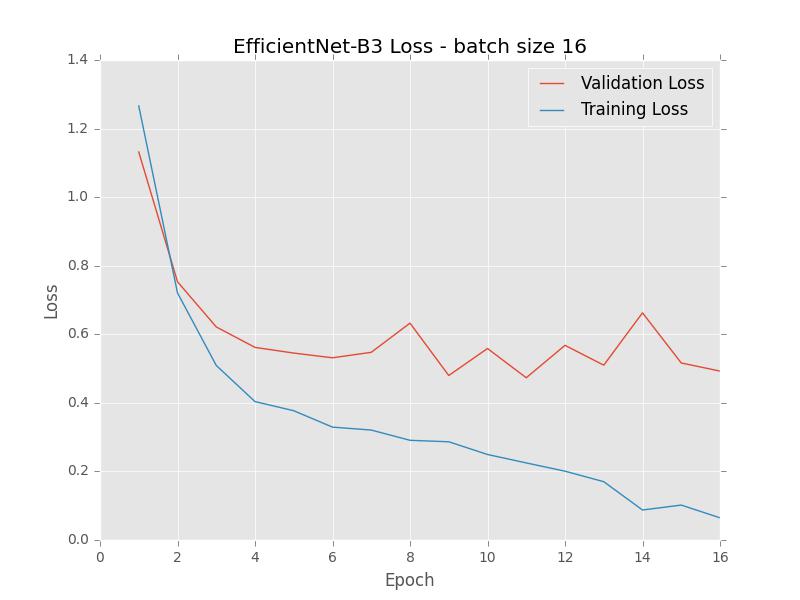 EfficientNet-B3 Loss - batch size 16
Validation Loss
Training Loss
1.4
1.2
1.0
0.8
0.6
0.4
0.2
0.0
Loss
0 2 4 6 8 10 12 14 16
Epoch